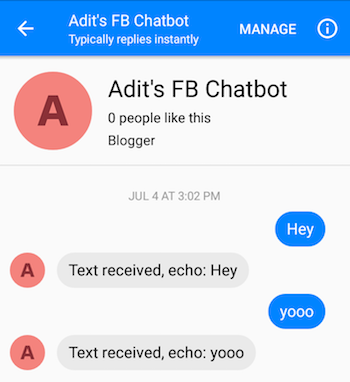 Adit's FB Chatbot
Typically replies instantly
MANAGE
A
Adit's FB Chatbot
0 people like this
Blogger
JUL 4 AT 3:02 PM
Hey
A
Text received, echo: Hey
yooo
A
Text received, echo: yooo